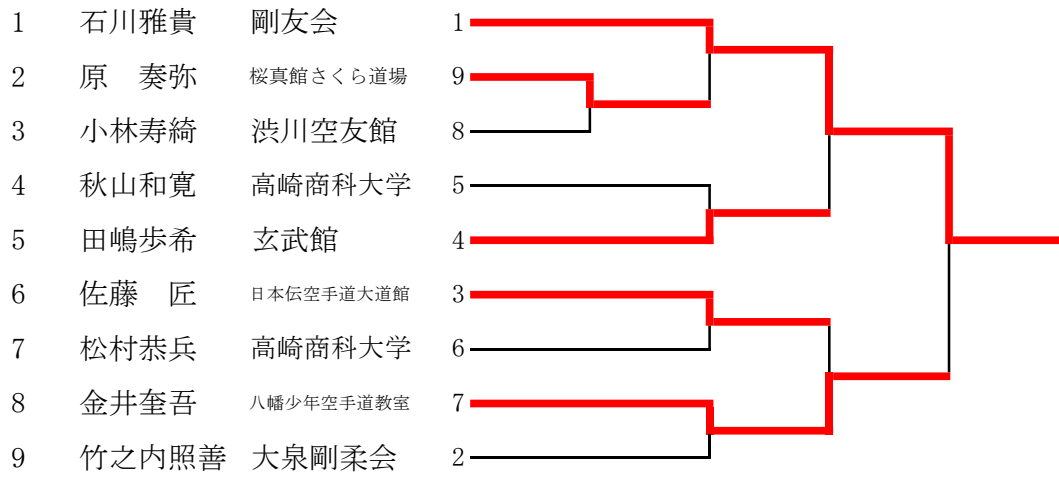 1 石川雅貴 剛友会 1
2 原　奏弥 桜真館さくら道場 9
3 小林寿綺 渋川空友館 8
4 秋山和寛 高崎商科大学 5
5 田嶋歩希 玄武館 4
6 佐藤　匠 日本伝空手道大道館 3
7 松村恭兵 高崎商科大学 6
8 金井奎吾 八幡少年空手道教室 7
9 竹之内照善 大泉剛柔会 2